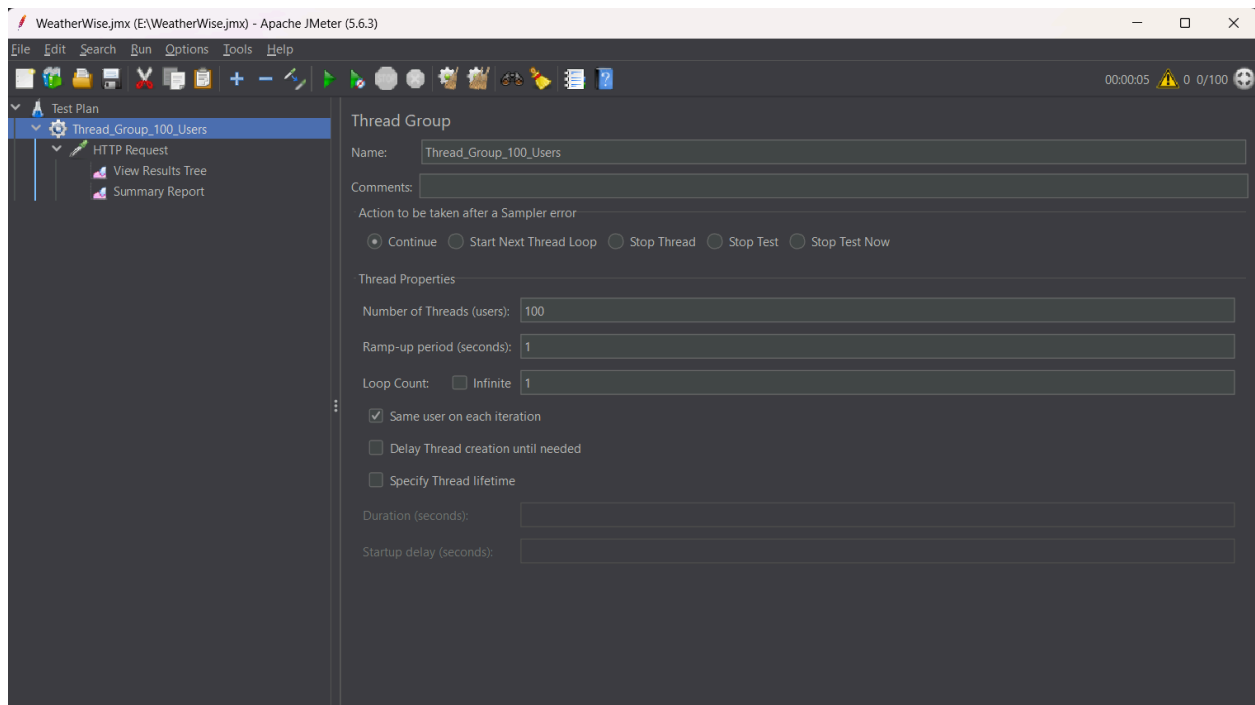 WeatherWise.jmx (E:\WeatherWise.jmx) - Apache JMeter (5.6.3)
File Edit Search Run Options Tools Help
00:00:05 0 0/100
Test Plan
Thread_Group_100_Users
HTTP Request
View Results Tree
Summary Report
Thread Group
Name: Thread_Group_100_Users
Comments:
Action to be taken after a Sampler error
Continue Start Next Thread Loop Stop Thread Stop Test Stop Test Now
Thread Properties
Number of Threads (users): 100
Ramp-up period (seconds): 1
Loop Count: Infinite 1
Same user on each iteration
Delay Thread creation until needed
Specify Thread lifetime
Duration (seconds):
Startup delay (seconds):